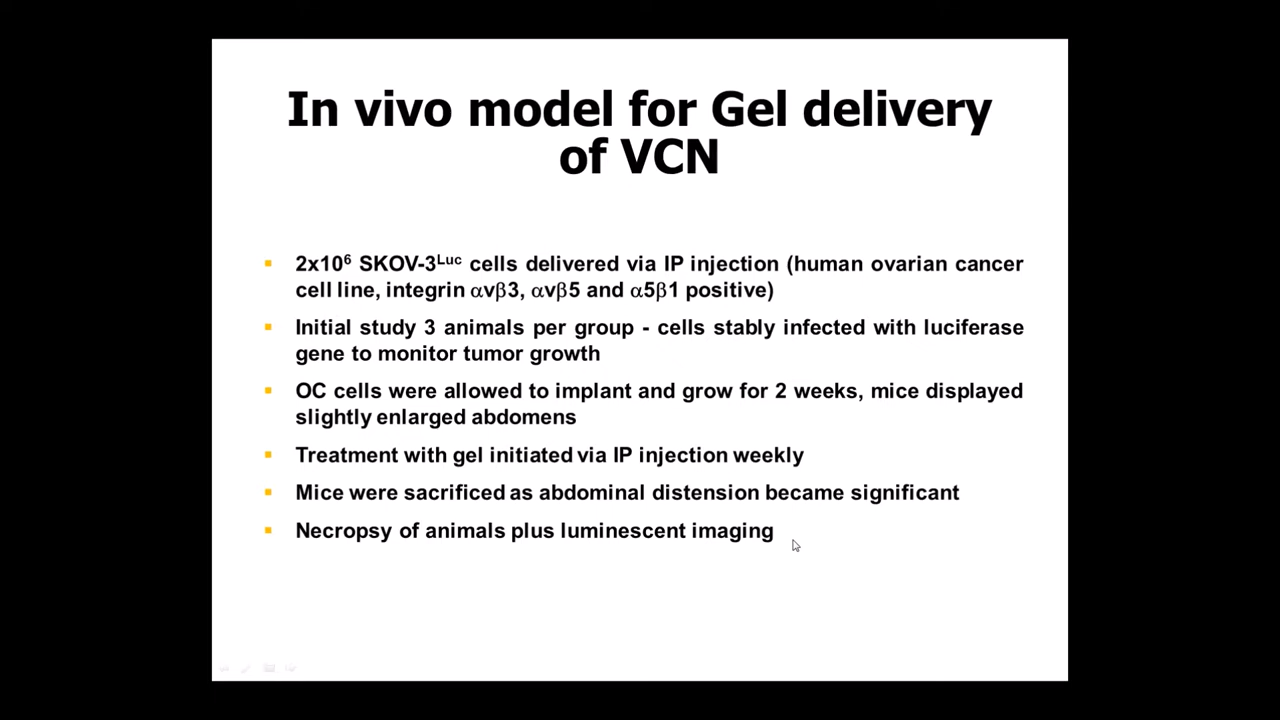 In vivo model for Gel delivery
of VCN
▪ 2x10⁶ SKOV-3ᴸᵘᶜ cells delivered via IP injection (human ovarian cancer
cell line, integrin αvβ3, αvβ5 and α5β1 positive)
▪ Initial study 3 animals per group - cells stably infected with luciferase
gene to monitor tumor growth
▪ OC cells were allowed to implant and grow for 2 weeks, mice displayed
slightly enlarged abdomens
▪ Treatment with gel initiated via IP injection weekly
▪ Mice were sacrificed as abdominal distension became significant
▪ Necropsy of animals plus luminescent imaging